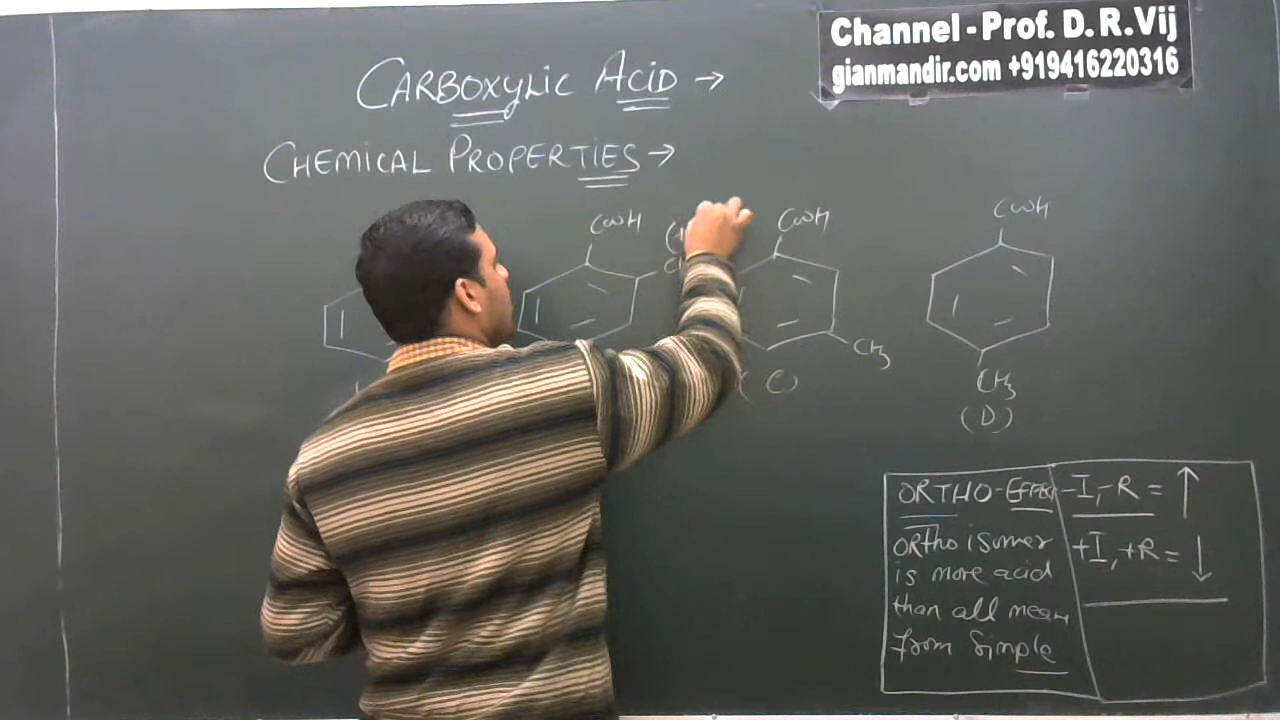 Channel - Prof. D. R. Vij
gianmandir.com +919416220316
CARBOXYLIC ACID →
CHEMICAL PROPERTIES →
COOH
COOH
COOH
CH3
CH3
( C )
(D)
ORTHO-EFFECT
ORTho isomer
is more acid
than all mean
from Simple
-I, -R = ↑
+I, +R = ↓